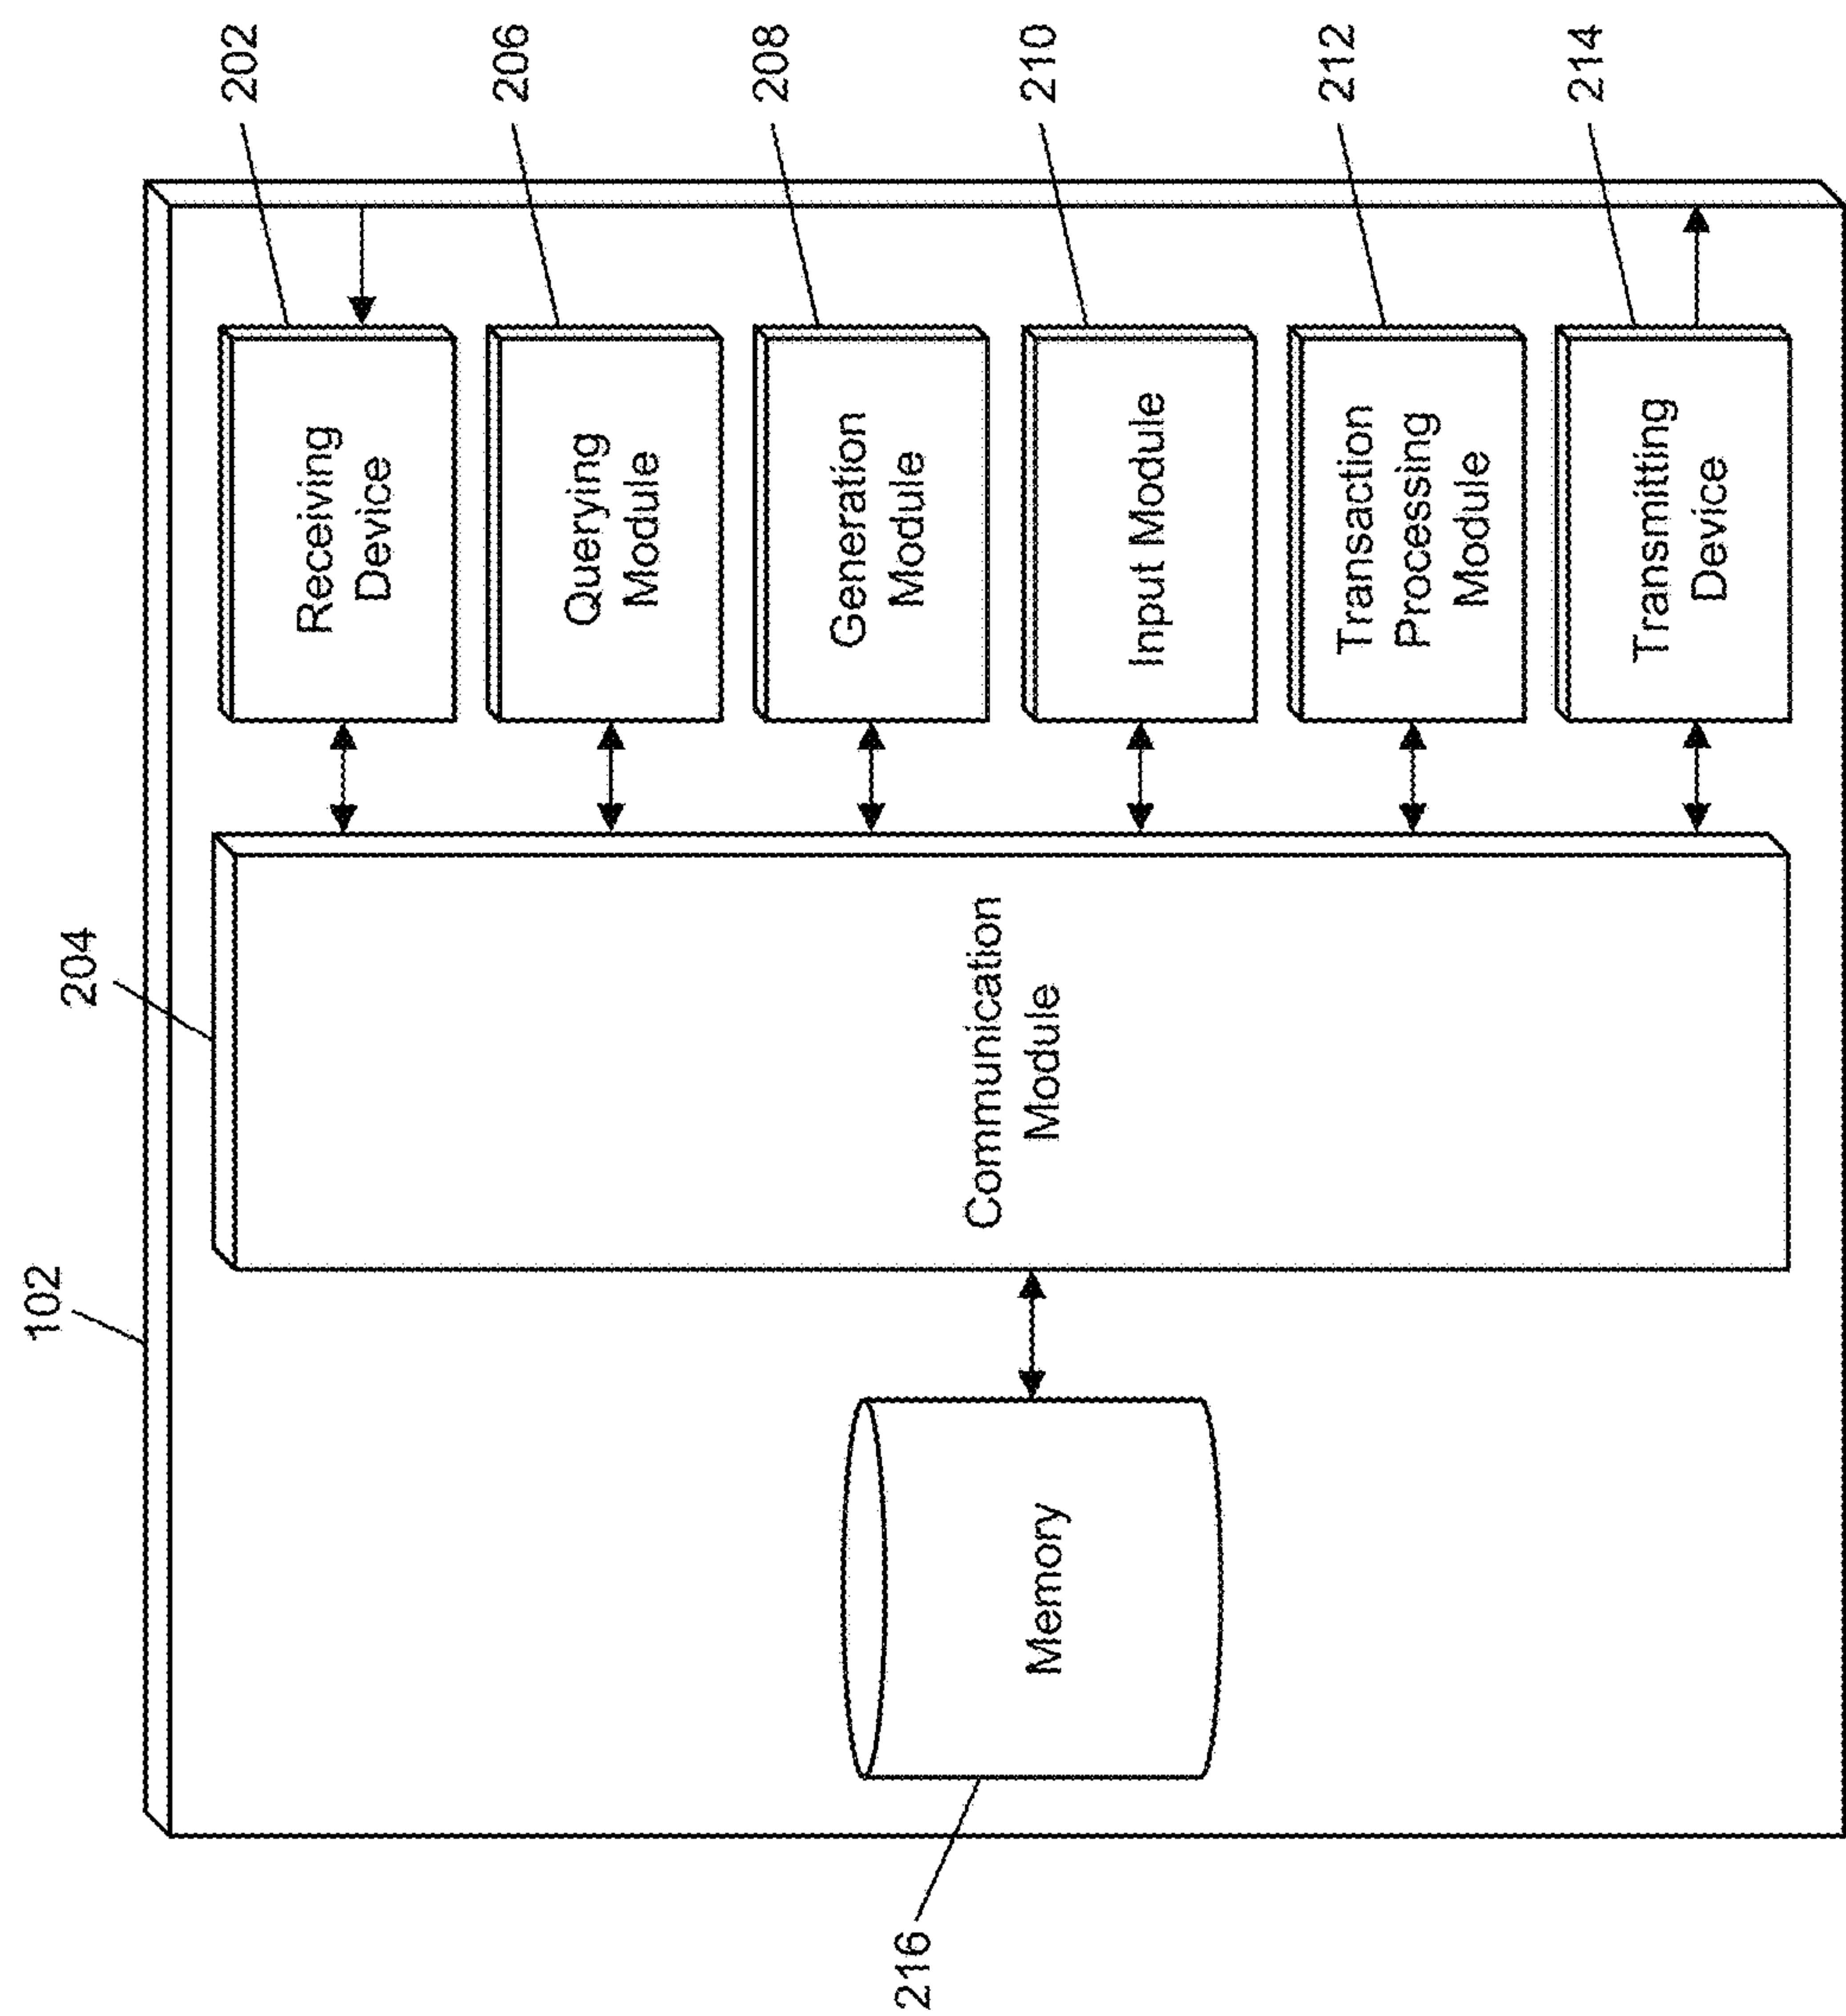 102
204
202
Receiving
Device
206
Querying
Module
208
Generation
Module
210
Input Module
212
Transaction
Processing
Module
214
Transmitting
Device
Communication
Module
Memory
216